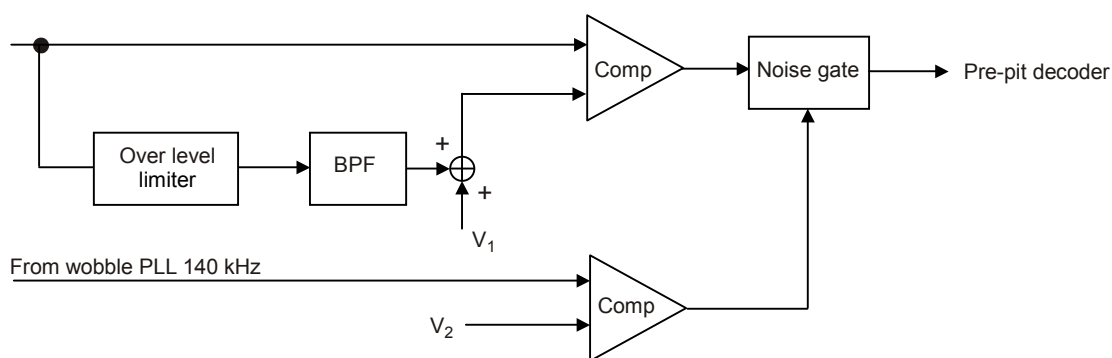 Comp
Noise gate
Pre-pit decoder
Over level
limiter
BPF
+
+
V₁
From wobble PLL 140 kHz
Comp
V₂